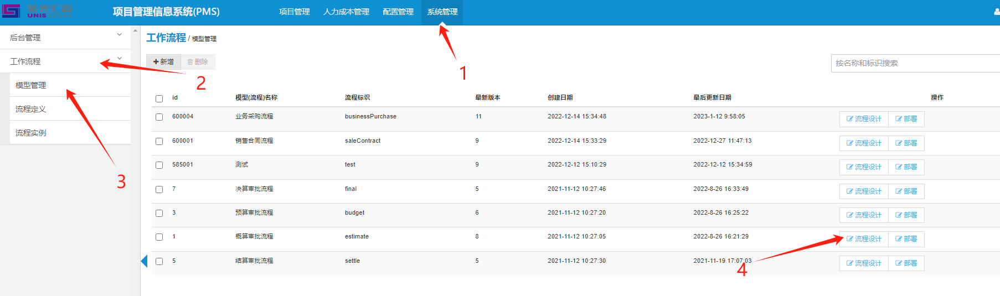 UNIS
项目管理信息系统(PMS)
项目管理 人力成本管理 配置管理 系统管理
后台管理
工作流程
模型管理
流程定义
流程实例
工作流程 / 模型管理
新增 删除
按名称和标识搜索
1
2
3
4
id 模型(流程)名称 流程标识 最新版本 创建日期 最后更新日期 操作
600004 业务采购流程 businessPurchase 11 2022-12-14 15:34:48 2023-1-12 9:58:05 流程设计 部署
600001 销售合同流程 saleContract 9 2022-12-14 15:33:29 2022-12-27 11:47:13 流程设计 部署
585001 测试 test 9 2022-12-12 15:10:29 2022-12-12 15:34:59 流程设计 部署
7 决算审批流程 final 5 2021-11-12 10:27:46 2022-8-26 16:33:49 流程设计 部署
3 预算审批流程 budget 6 2021-11-12 10:27:20 2022-8-26 16:25:22 流程设计 部署
1 概算审批流程 estimate 8 2021-11-12 10:27:05 2022-8-26 16:21:29 流程设计 部署
5 结算审批流程 settle 5 2021-11-12 10:27:30 2021-11-19 17:07:03 流程设计 部署